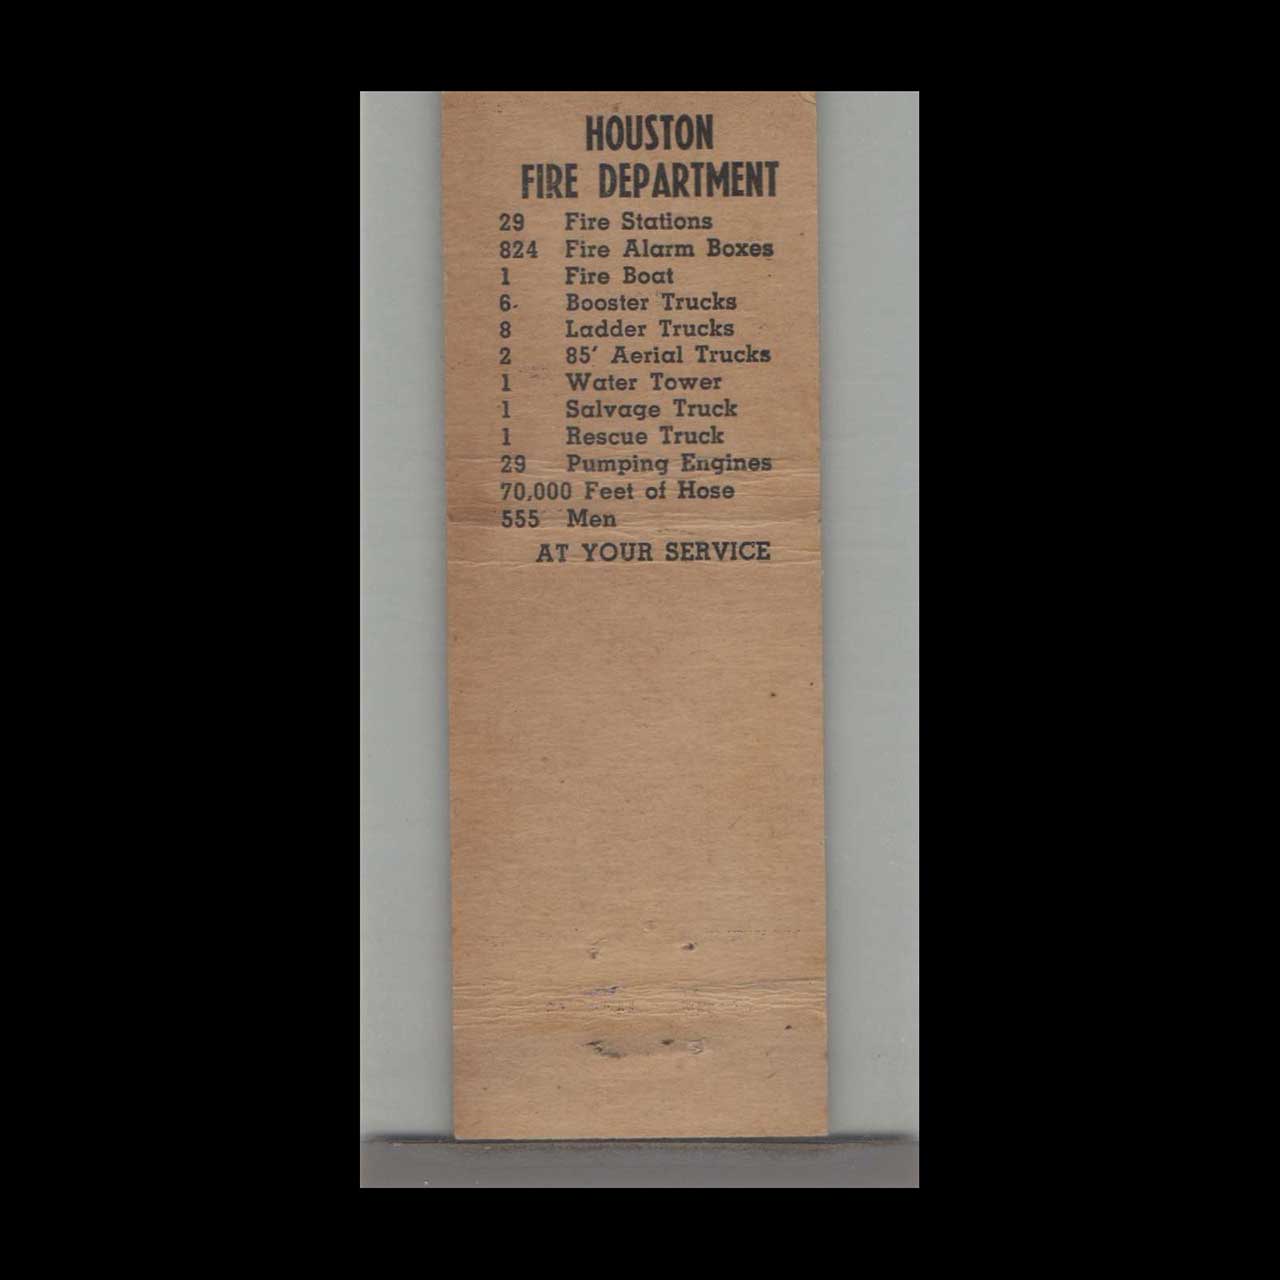 HOUSTON
FIRE DEPARTMENT
29 Fire Stations
824 Fire Alarm Boxes
1 Fire Boat
6 Booster Trucks
8 Ladder Trucks
2 85' Aerial Trucks
1 Water Tower
1 Salvage Truck
1 Rescue Truck
29 Pumping Engines
70,000 Feet of Hose
555 Men
AT YOUR SERVICE